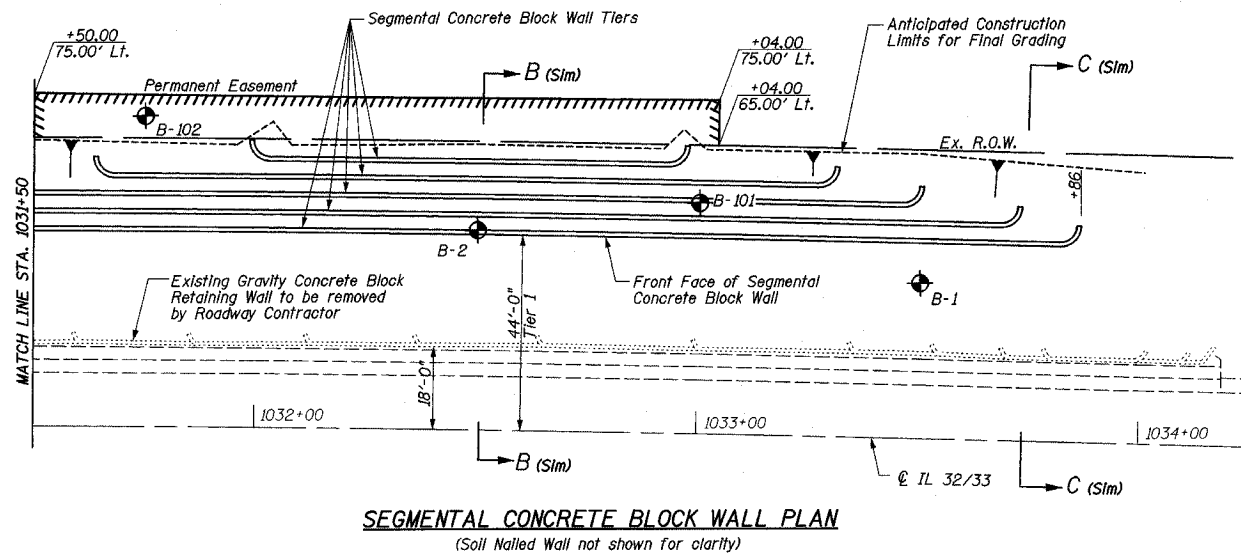 Segmental Concrete Block Wall Tiers
Anticipated Construction
Limits for Final Grading
+50.00
75.00' Lt.
+04.00
75.00' Lt.
B (Sim)
C (Sim)
Permanent Easement
+04.00
65.00' Lt.
B-102
Ex. R.O.W.
+86
B-101
B-2
Existing Gravity Concrete Block
Retaining Wall to be removed
by Roadway Contractor
Front Face of Segmental
Concrete Block Wall
B-1
MATCH LINE STA. 1031+50
44'-0"
Tier 1
18'-0"
1032+00
1033+00
1034+00
B (Sim)
℄ IL 32/33
C (Sim)
SEGMENTAL CONCRETE BLOCK WALL PLAN
(Soil Nailed Wall not shown for clarity)